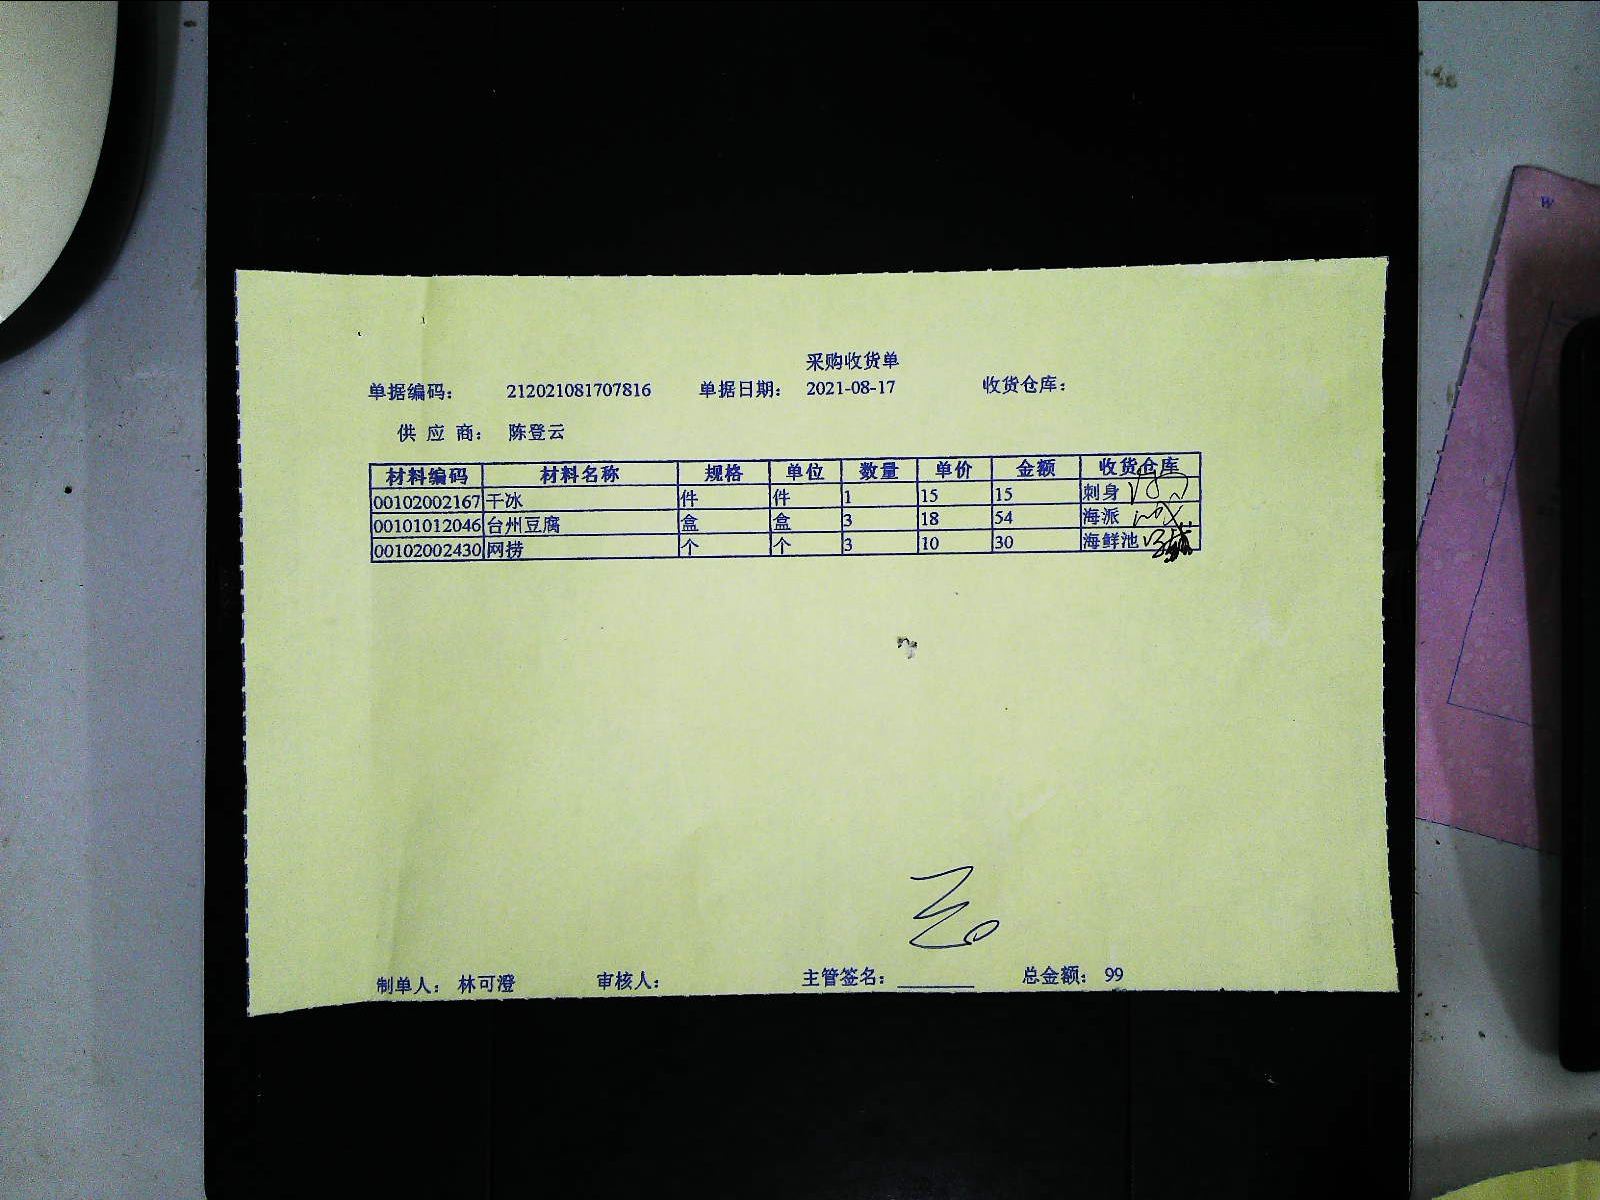 采购收货单
单据编码： 212021081707816 单据日期： 2021-08-17 收货仓库：
供 应 商： 陈登云
材料编码 材料名称 规格 单位 数量 单价 金额 收货仓库
00102002167 干冰 件 件 1 15 15 刺身
00101012046 台州豆腐 盒 盒 3 18 54 海派
00102002430 网捞 个 个 3 10 30 海鲜池
制单人： 林可澄 审核人： 主管签名： 总金额： 99
W